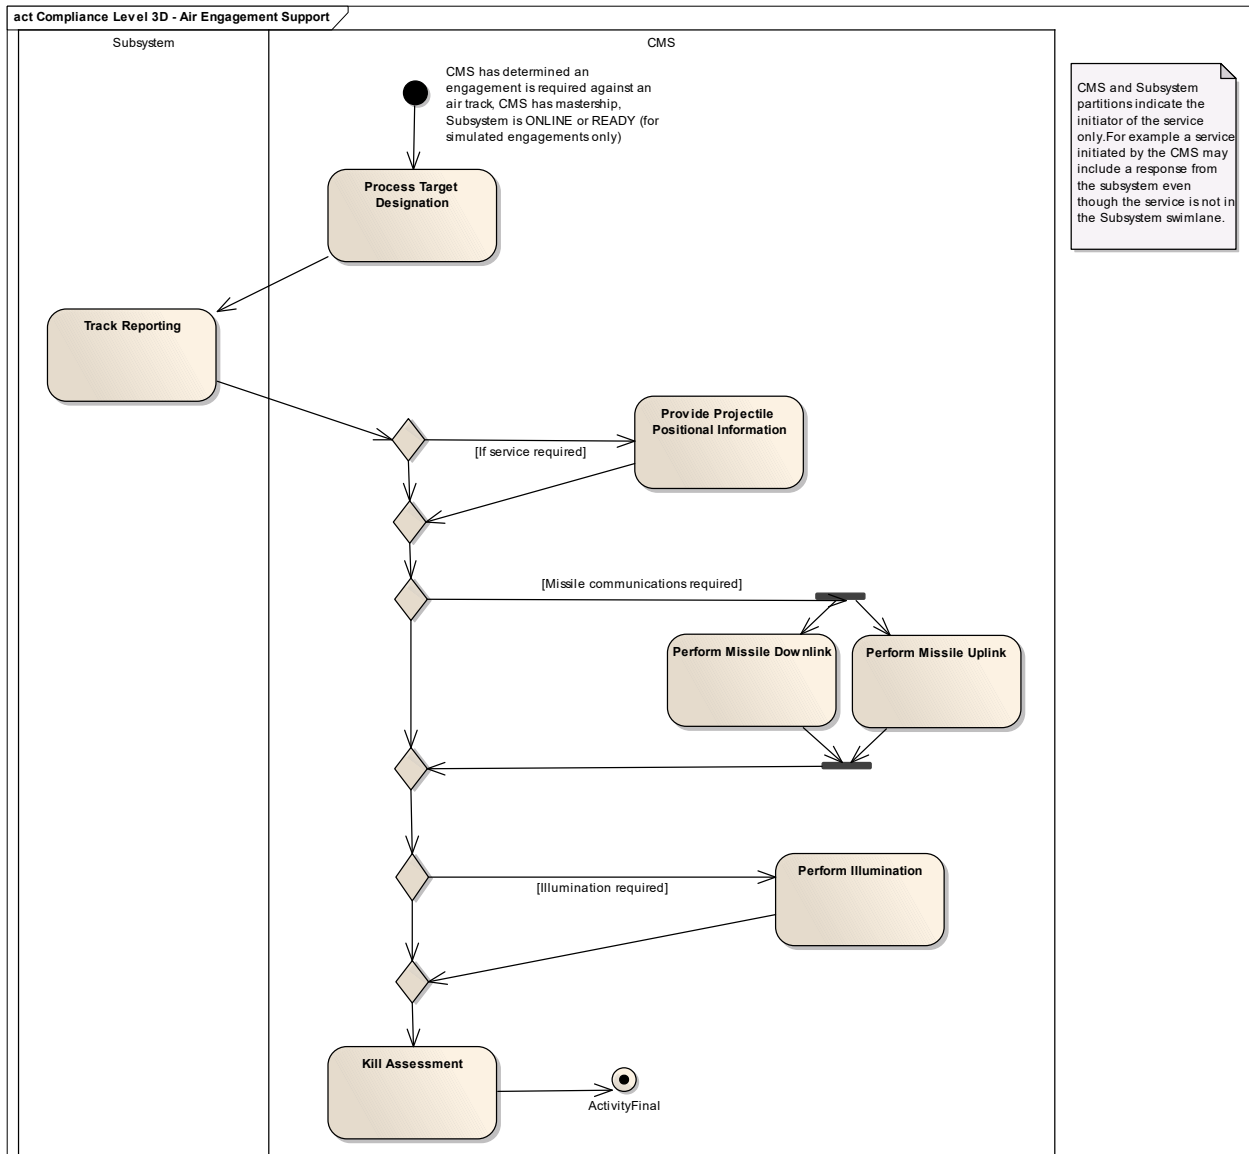 act Compliance Level 3D - Air Engagement Support
Subsystem
CMS
CMS has determined an
engagement is required against an
air track, CMS has mastership,
Subsystem is ONLINE or READY (for
simulated engagements only)
CMS and Subsystem
partitions indicate the
initiator of the service
only.For example a service
initiated by the CMS may
include a response from
the subsystem even
though the service is not in
the Subsystem swimlane.
Process Target
Designation
Track Reporting
Provide Projectile
Positional Information
[If service required]
[Missile communications required]
Perform Missile Downlink
Perform Missile Uplink
Perform Illumination
[Illumination required]
Kill Assessment
ActivityFinal